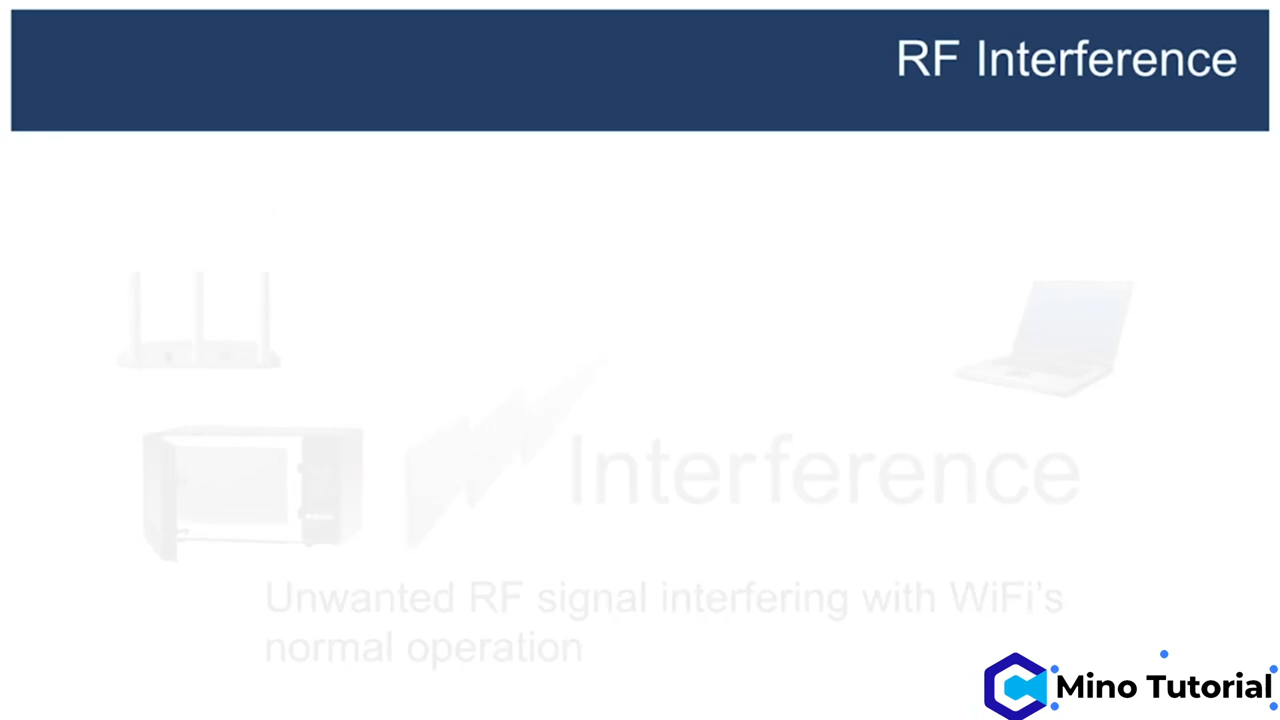 RF Interference
Interference
Unwanted RF signal interfering with WiFi's
normal operation
Mino Tutorial